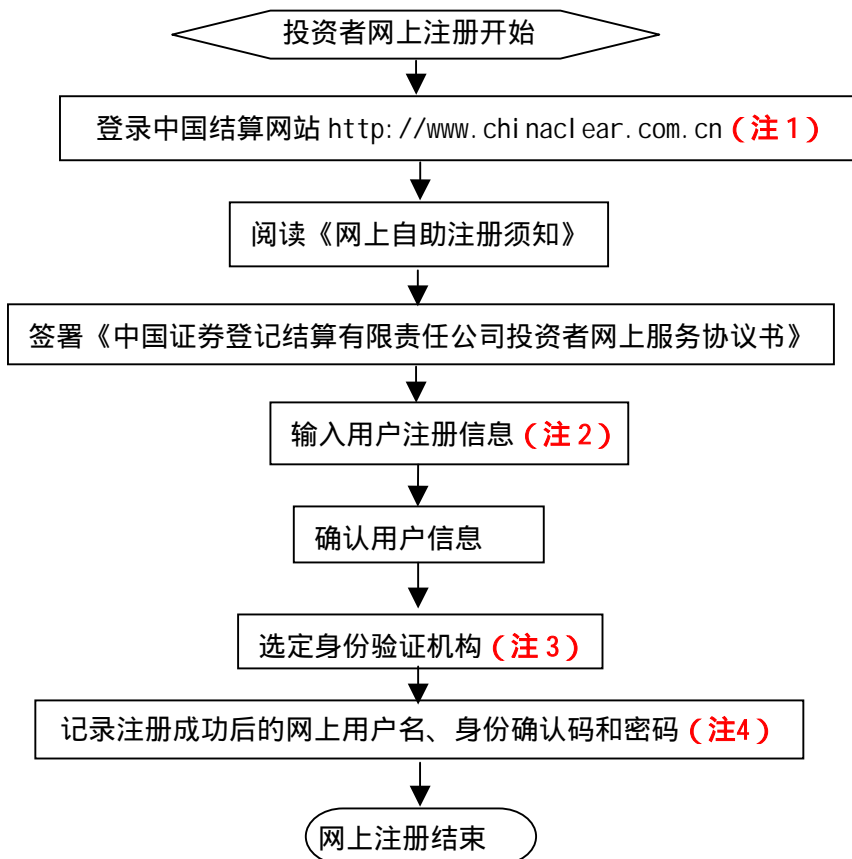 投资者网上注册开始
登录中国结算网站 http://www.chinaclear.com.cn（注 1）
阅读《网上自助注册须知》
签署《中国证券登记结算有限责任公司投资者网上服务协议书》
输入用户注册信息（注 2）
确认用户信息
选定身份验证机构（注 3）
记录注册成功后的网上用户名、身份确认码和密码（注4）
网上注册结束